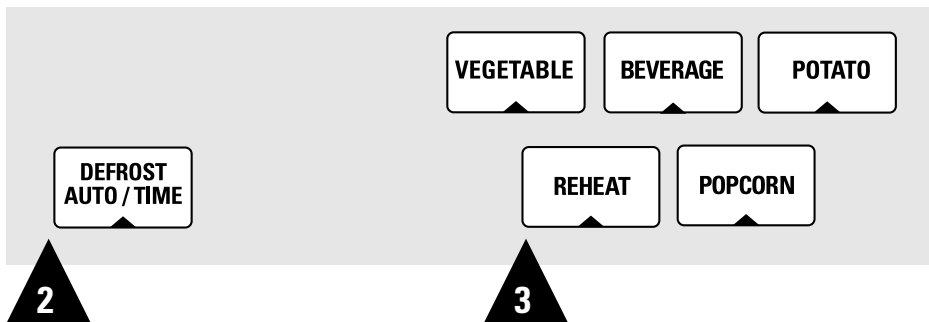 VEGETABLE
BEVERAGE
POTATO
DEFROST
AUTO / TIME
REHEAT
POPCORN
2
3